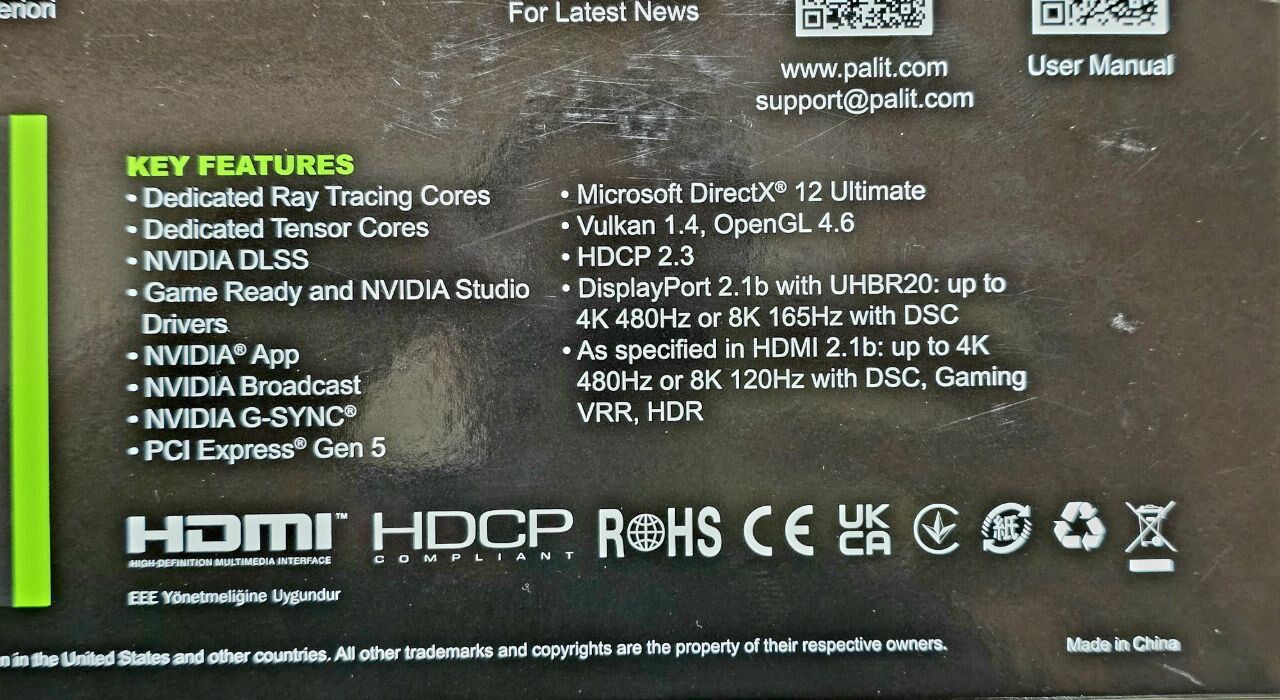 For Latest News
www.palit.com
support@palit.com
User Manual
KEY FEATURES
• Dedicated Ray Tracing Cores
• Dedicated Tensor Cores
• NVIDIA DLSS
• Game Ready and NVIDIA Studio
Drivers
• NVIDIA® App
• NVIDIA Broadcast
• NVIDIA G-SYNC®
• PCI Express® Gen 5
• Microsoft DirectX® 12 Ultimate
• Vulkan 1.4, OpenGL 4.6
• HDCP 2.3
• DisplayPort 2.1b with UHBR20: up to
4K 480Hz or 8K 165Hz with DSC
• As specified in HDMI 2.1b: up to 4K
480Hz or 8K 120Hz with DSC, Gaming
VRR, HDR
HDMI™
HIGH-DEFINITION MULTIMEDIA INTERFACE
HDCP
COMPLIANT
ROHS
CE
UK
CA
紙
EEE Yönetmeliğine Uygundur
in the United States and other countries. All other trademarks and copyrights are the property of their respective owners.
Made in China